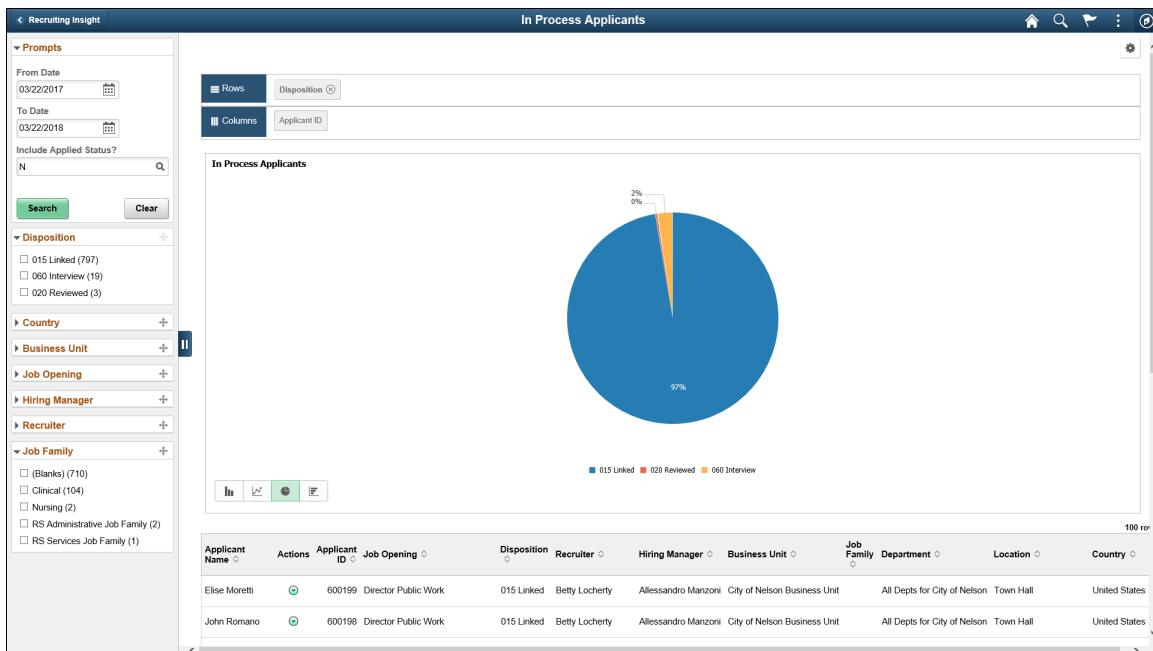 Recruiting Insight
In Process Applicants
Prompts
From Date
03/22/2017
To Date
03/22/2018
Include Applied Status?
N
Search Clear
Disposition
015 Linked (797)
060 Interview (19)
020 Reviewed (3)
Country
Business Unit
Job Opening
Hiring Manager
Recruiter
Job Family
(Blanks) (710)
Clinical (104)
Nursing (2)
RS Administrative Job Family (2)
RS Services Job Family (1)
Rows Disposition
Columns Applicant ID
In Process Applicants
2%
0%
97%
015 Linked 020 Reviewed 060 Interview
100
Applicant Name Actions Applicant ID Job Opening Disposition Recruiter Hiring Manager Business Unit Job Family Department Location Country
Elise Moretti 600199 Director Public Work 015 Linked Betty Locherty Allessandro Manzoni City of Nelson Business Unit All Depts for City of Nelson Town Hall United States
John Romano 600198 Director Public Work 015 Linked Betty Locherty Allessandro Manzoni City of Nelson Business Unit All Depts for City of Nelson Town Hall United States